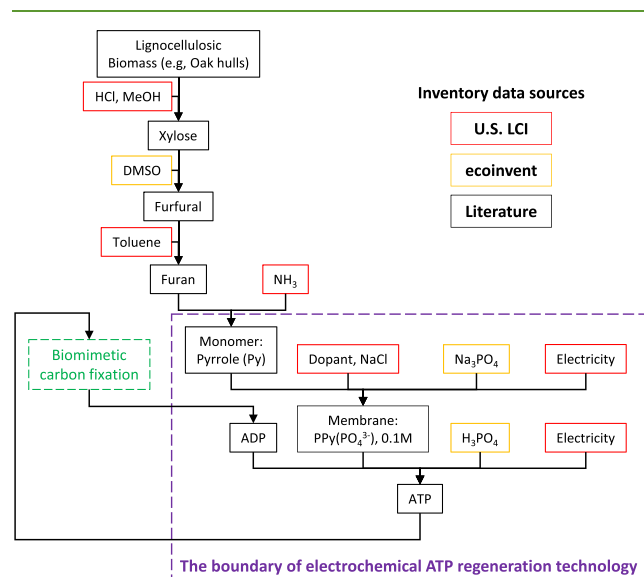 Lignocellulosic
Biomass (e.g, Oak hulls)
HCl, MeOH
Xylose
DMSO
Furfural
Toluene
Furan
NH₃
Inventory data sources
U.S. LCI
ecoinvent
Literature
Biomimetic
carbon fixation
Monomer:
Pyrrole (Py)
Dopant, NaCl
Na₃PO₄
Electricity
ADP
Membrane:
PPy(PO₄³⁻), 0.1M
H₃PO₄
Electricity
ATP
The boundary of electrochemical ATP regeneration technology